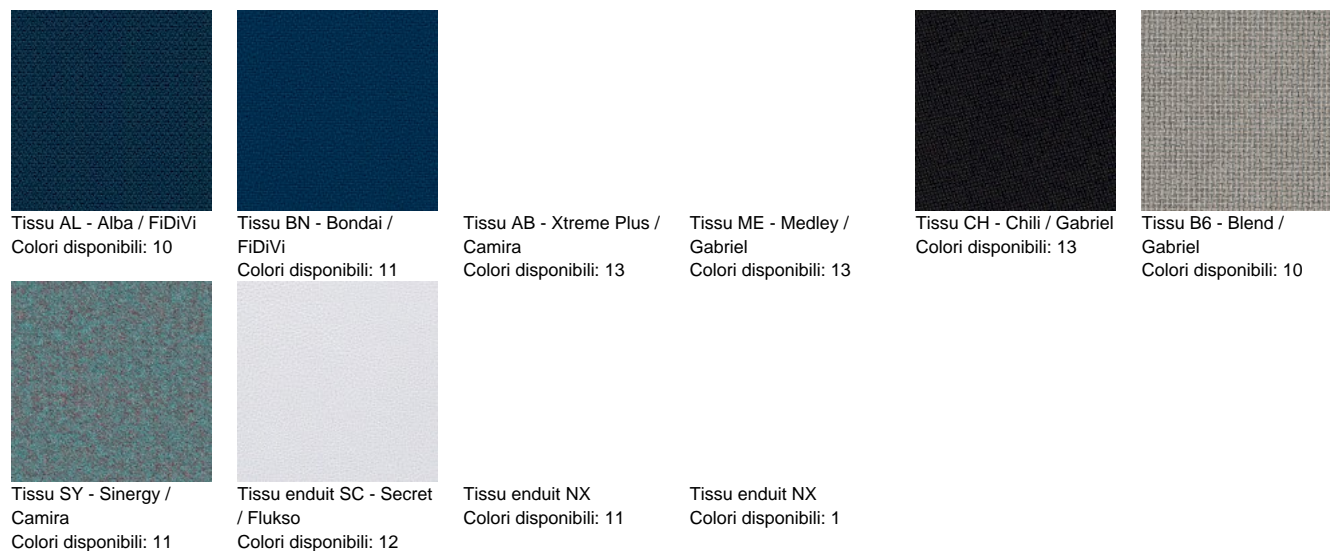 Tissu AL - Alba / FiDiVi
Colori disponibili: 10
Tissu BN - Bondai /
FiDiVi
Colori disponibili: 11
Tissu AB - Xtreme Plus /
Camira
Colori disponibili: 13
Tissu ME - Medley /
Gabriel
Colori disponibili: 13
Tissu CH - Chili / Gabriel
Colori disponibili: 13
Tissu B6 - Blend /
Gabriel
Colori disponibili: 10
Tissu SY - Sinergy /
Camira
Colori disponibili: 11
Tissu enduit SC - Secret
/ Flukso
Colori disponibili: 12
Tissu enduit NX
Colori disponibili: 11
Tissu enduit NX
Colori disponibili: 1